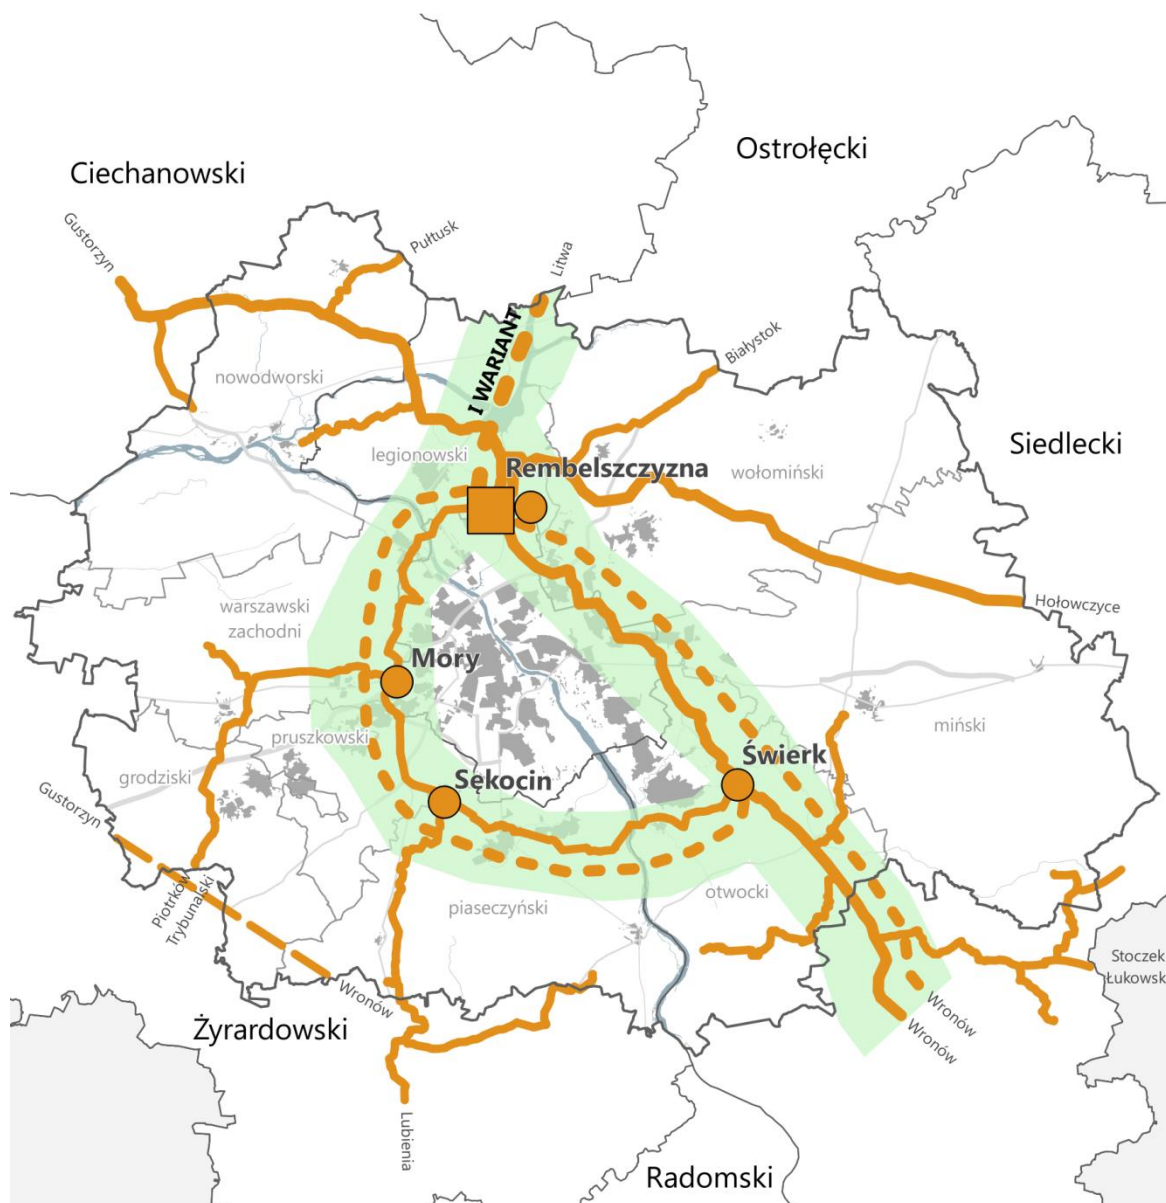 Ostrołęcki
Ciechanowski
Gustorzyn
Pułtusk
Litwa
I WARIANT
Białystok
nowodworski
Siedlecki
legionowski
Rembelszczyzna
wołomiński
Hołowczyce
warszawski
zachodni
Mory
miński
pruszkowski
Świerk
grodziski
Sękocin
Gustorzyn
otwocki
Piotrków
Trybunalski
piaseczyński
Stoczek
Łukowsk
Wronów
Wronów
Wronów
Żyrardowski
Lubienia
Radomski